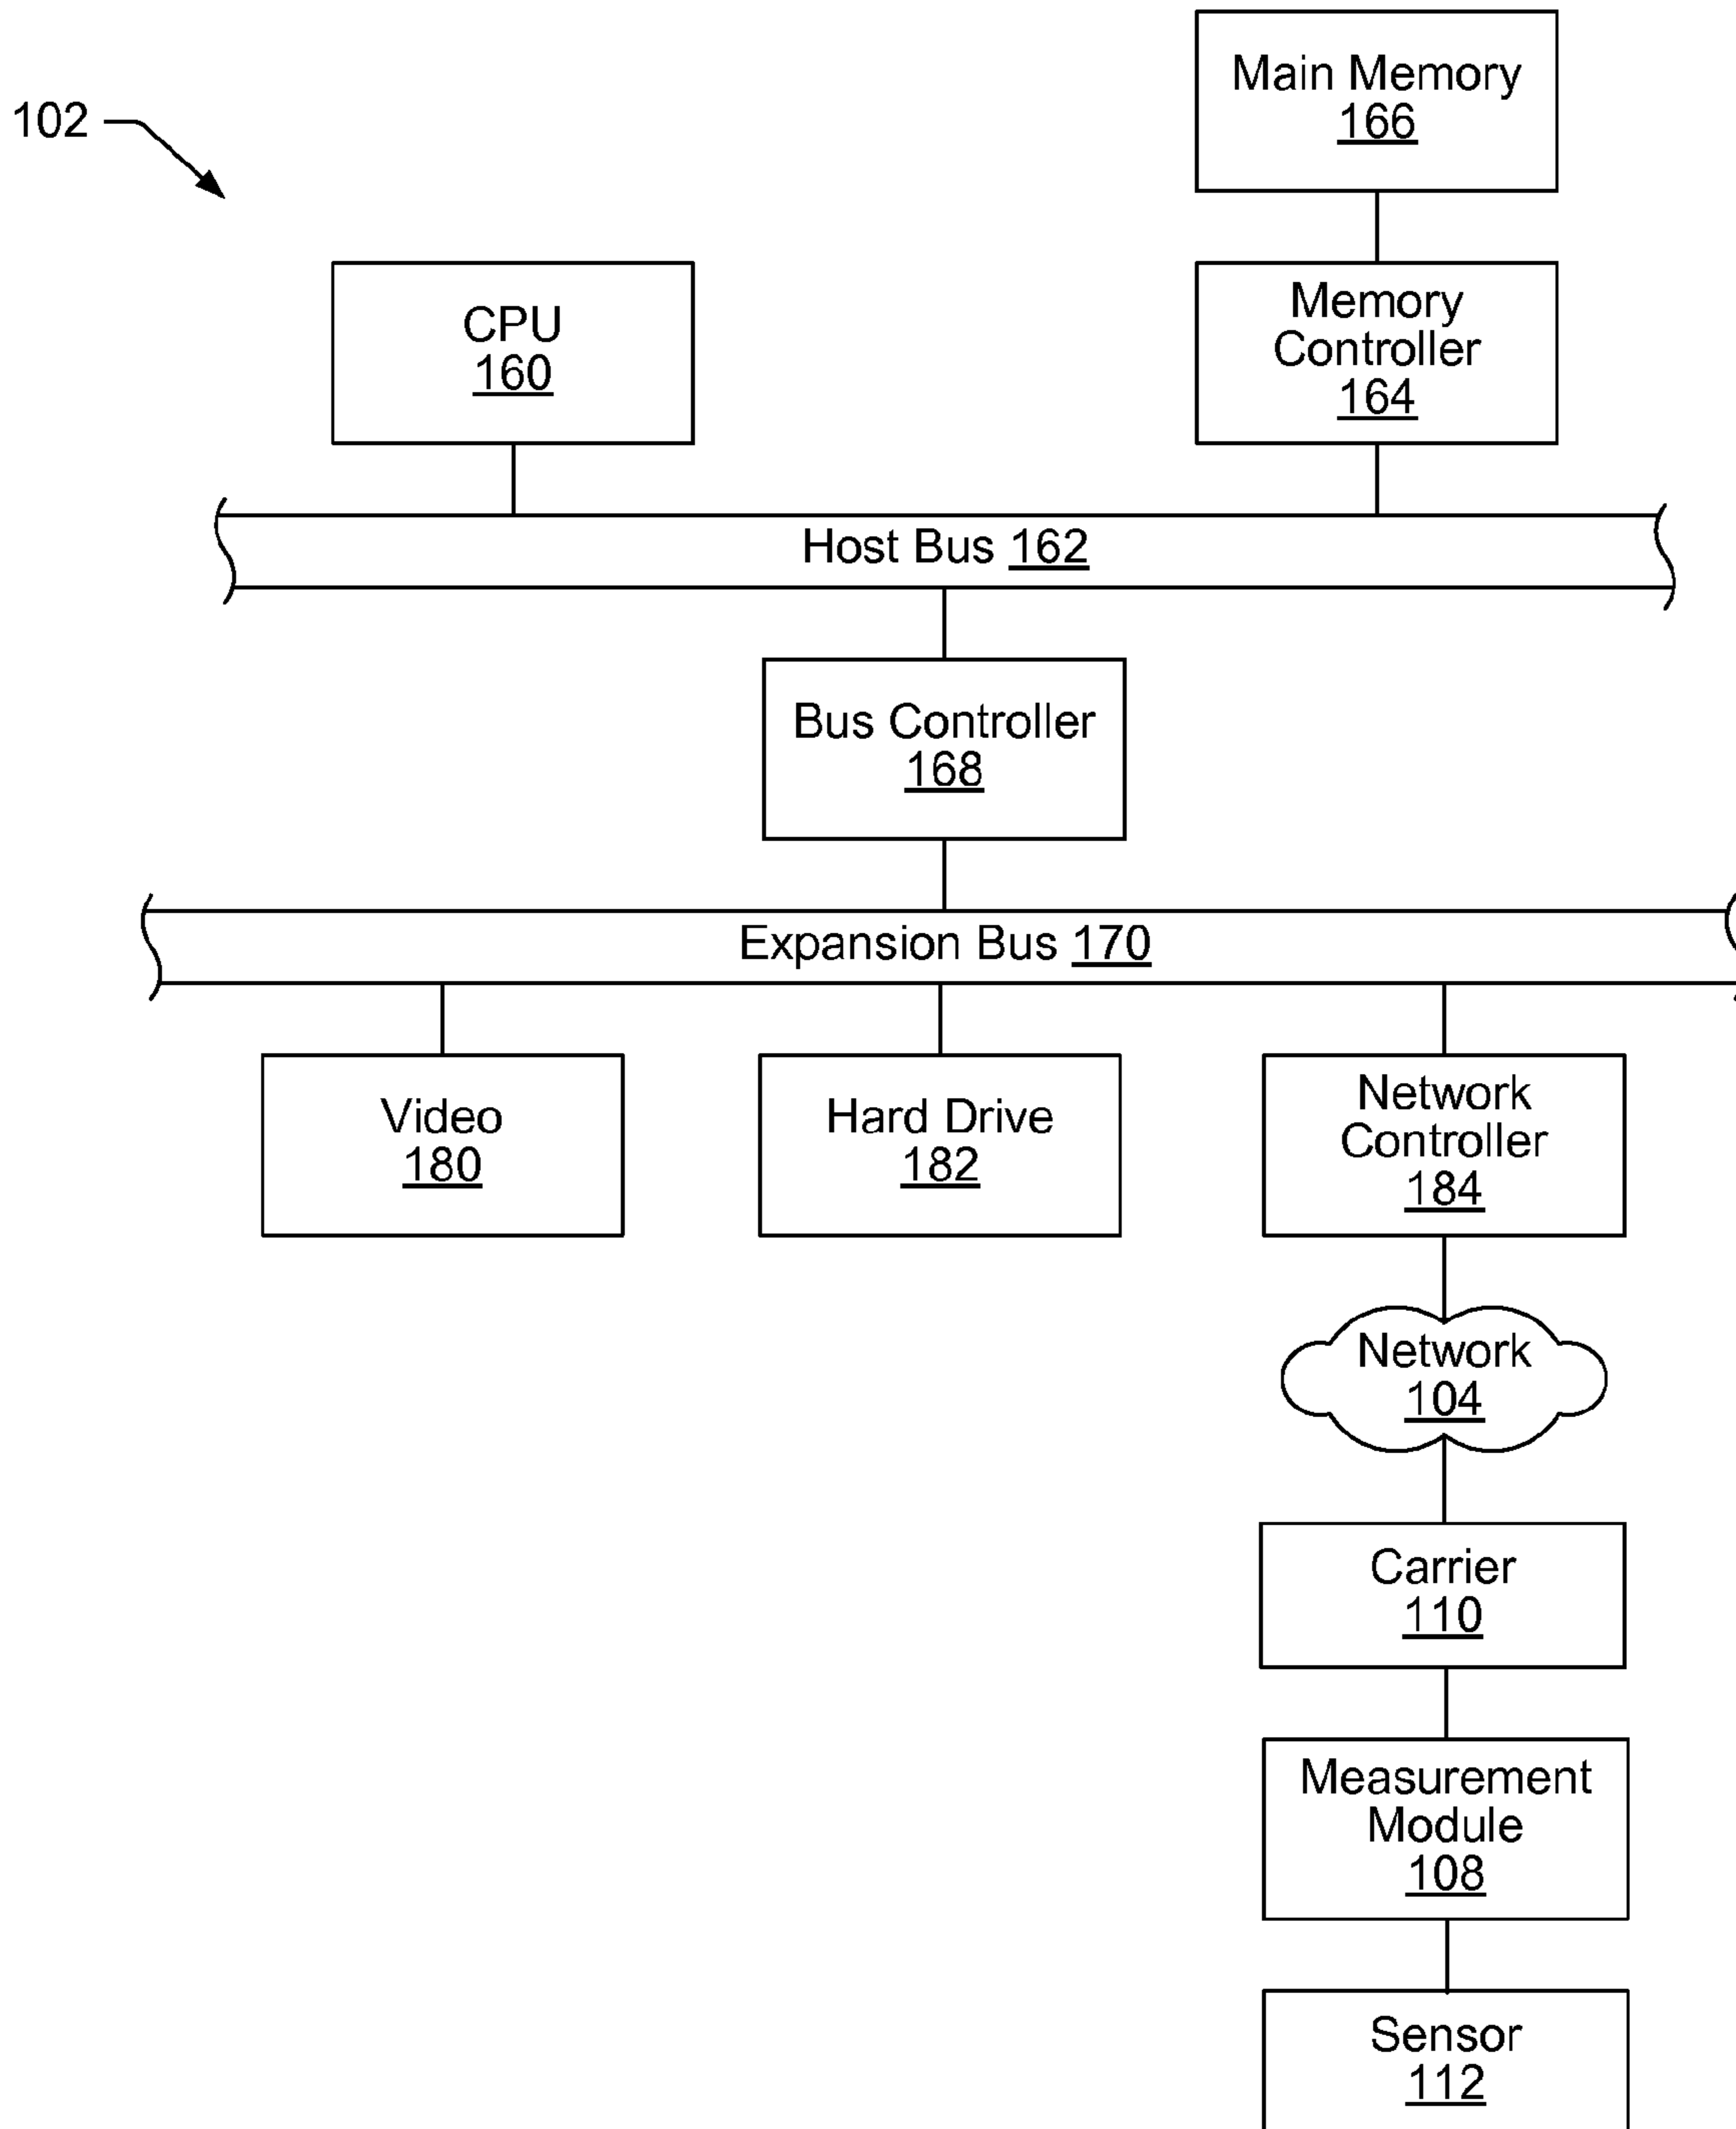 Main Memory
166
102
CPU
160
Memory
Controller
164
Host Bus 162
Bus Controller
168
Expansion Bus 170
Video
180
Hard Drive
182
Network
Controller
184
Network
104
Carrier
110
Measurement
Module
108
Sensor
112